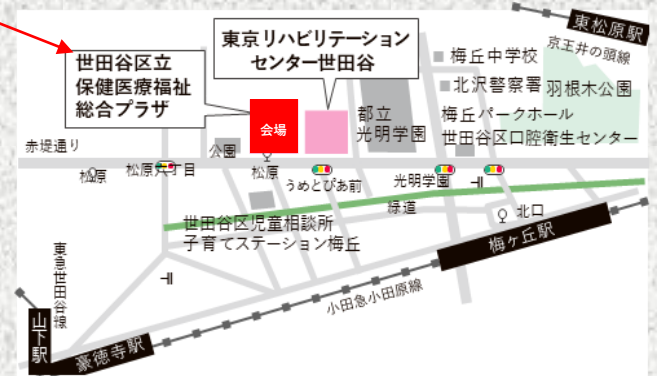 東松原駅
京王井の頭線
世田谷区立
保健医療福祉
総合プラザ
東京リハビリテーション
センター世田谷
梅丘中学校
北沢警察署
羽根木公園
会場
都立
光明学園
梅丘パークホール
世田谷区口腔衛生センター
赤堤通り
公園
松原
松原六丁目
松原
うめとぴあ前
光明学園
緑道
北口
世田谷区児童相談所
子育てステーション梅丘
梅ヶ丘駅
東急世田谷線
小田急小田原線
山下駅
豪徳寺駅